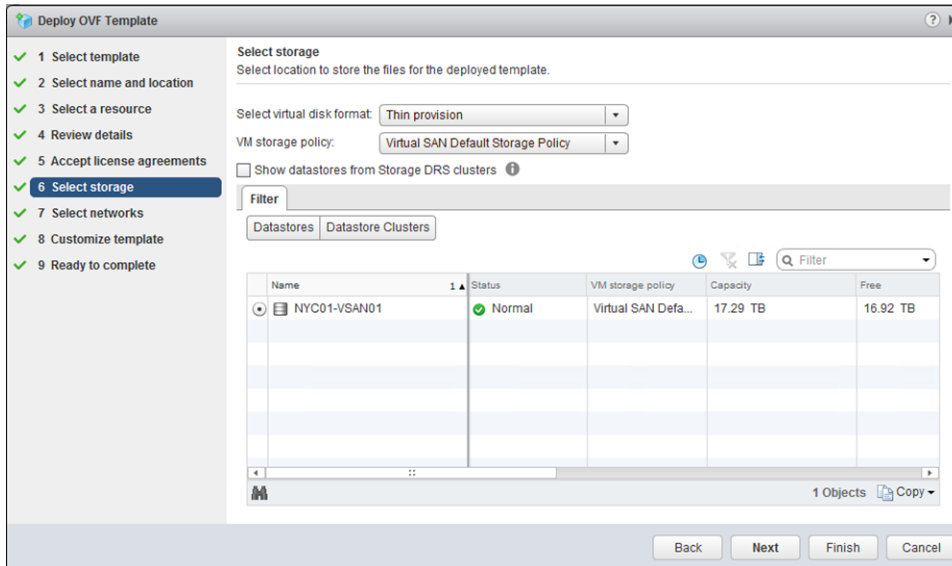 Deploy OVF Template
1 Select template
2 Select name and location
3 Select a resource
4 Review details
5 Accept license agreements
6 Select storage
7 Select networks
8 Customize template
9 Ready to complete
Select storage
Select location to store the files for the deployed template.
Select virtual disk format: Thin provision
VM storage policy: Virtual SAN Default Storage Policy
Show datastores from Storage DRS clusters
Filter
Datastores Datastore Clusters
Filter
Name 1 Status VM storage policy Capacity Free
NYC01-VSAN01 Normal Virtual SAN Defa... 17.29 TB 16.92 TB
1 Objects Copy
Back Next Finish Cancel